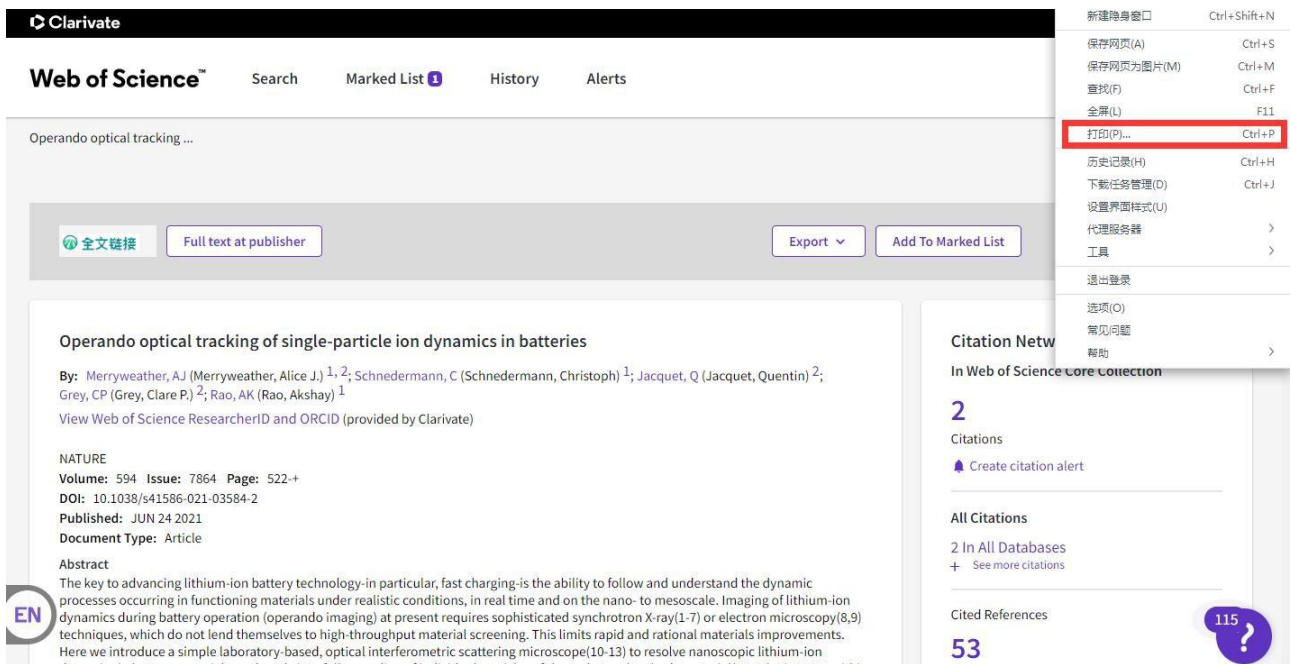 Clarivate
Web of Science™ Search Marked List 1 History Alerts
Operando optical tracking ...
全文链接 Full text at publisher Export Add To Marked List
新建隐身窗口 Ctrl+Shift+N
保存网页(A) Ctrl+S
保存网页为图片(M) Ctrl+M
查找(F) Ctrl+F
全屏(L) F11
打印(P)... Ctrl+P
历史记录(H) Ctrl+H
下载任务管理(D) Ctrl+J
设置界面样式(U)
代理服务器
工具
退出登录
选项(O)
常见问题
帮助
Operando optical tracking of single-particle ion dynamics in batteries
By: Merryweather, AJ (Merryweather, Alice J.) 1, 2; Schnedermann, C (Schnedermann, Christoph) 1; Jacquet, Q (Jacquet, Quentin) 2;
Grey, CP (Grey, Clare P.) 2; Rao, AK (Rao, Akshay) 1
View Web of Science ResearcherID and ORCID (provided by Clarivate)
NATURE
Volume: 594 Issue: 7864 Page: 522-+
DOI: 10.1038/s41586-021-03584-2
Published: JUN 24 2021
Document Type: Article
Abstract
The key to advancing lithium-ion battery technology-in particular, fast charging-is the ability to follow and understand the dynamic
processes occurring in functioning materials under realistic conditions, in real time and on the nano- to mesoscale. Imaging of lithium-ion
dynamics during battery operation (operando imaging) at present requires sophisticated synchrotron X-ray(1-7) or electron microscopy(8,9)
techniques, which do not lend themselves to high-throughput material screening. This limits rapid and rational materials improvements.
Here we introduce a simple laboratory-based, optical interferometric scattering microscope(10-13) to resolve nanoscopic lithium-ion
Citation Netw
In Web of Science Core Collection
2
Citations
Create citation alert
All Citations
2 In All Databases
+ See more citations
Cited References
53
EN
115
?